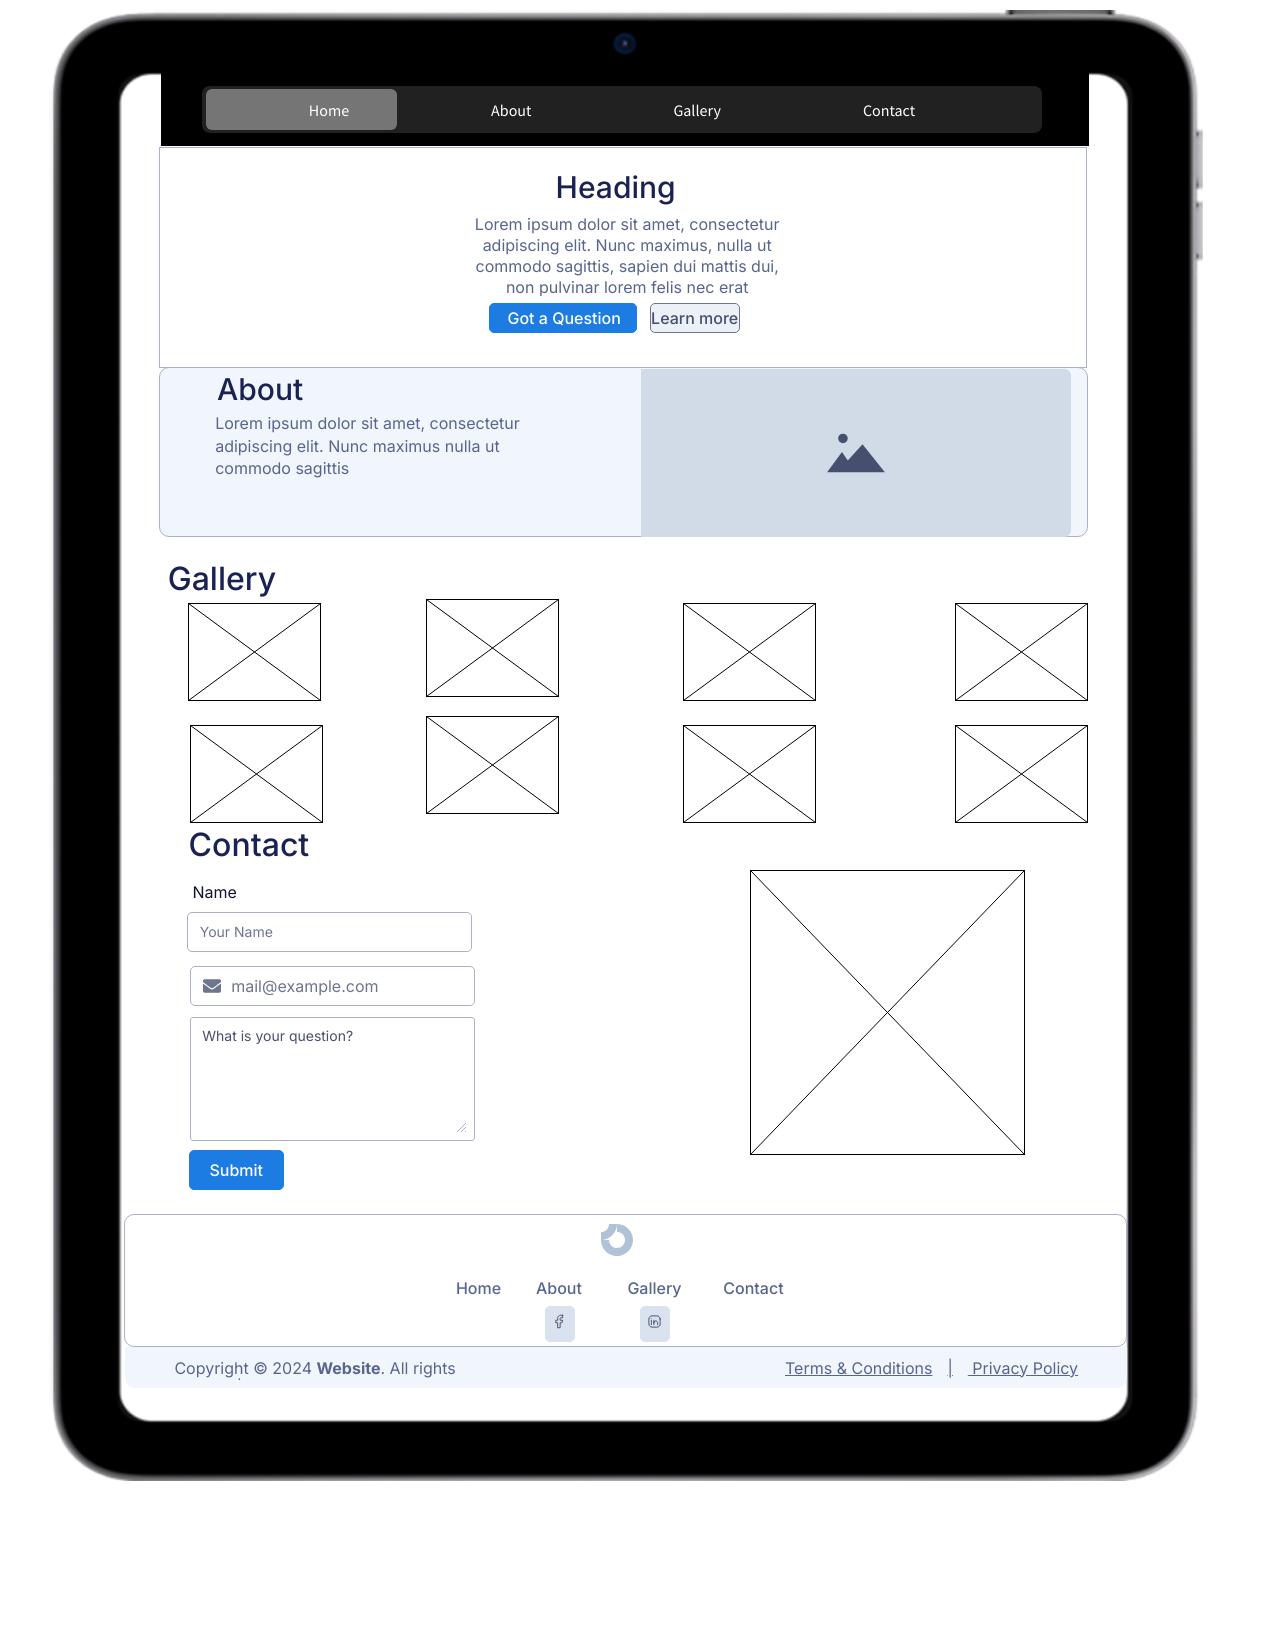 Home About Gallery Contact
Heading
Lorem ipsum dolor sit amet, consectetur
adipiscing elit. Nunc maximus, nulla ut
commodo sagittis, sapien dui mattis dui,
non pulvinar lorem felis nec erat
Got a Question Learn more
About
Lorem ipsum dolor sit amet, consectetur
adipiscing elit. Nunc maximus nulla ut
commodo sagittis
Gallery
Contact
Name
Your Name
mail@example.com
What is your question?
Submit
Home About Gallery Contact
in
Copyright © 2024 Website. All rights
Terms & Conditions | Privacy Policy